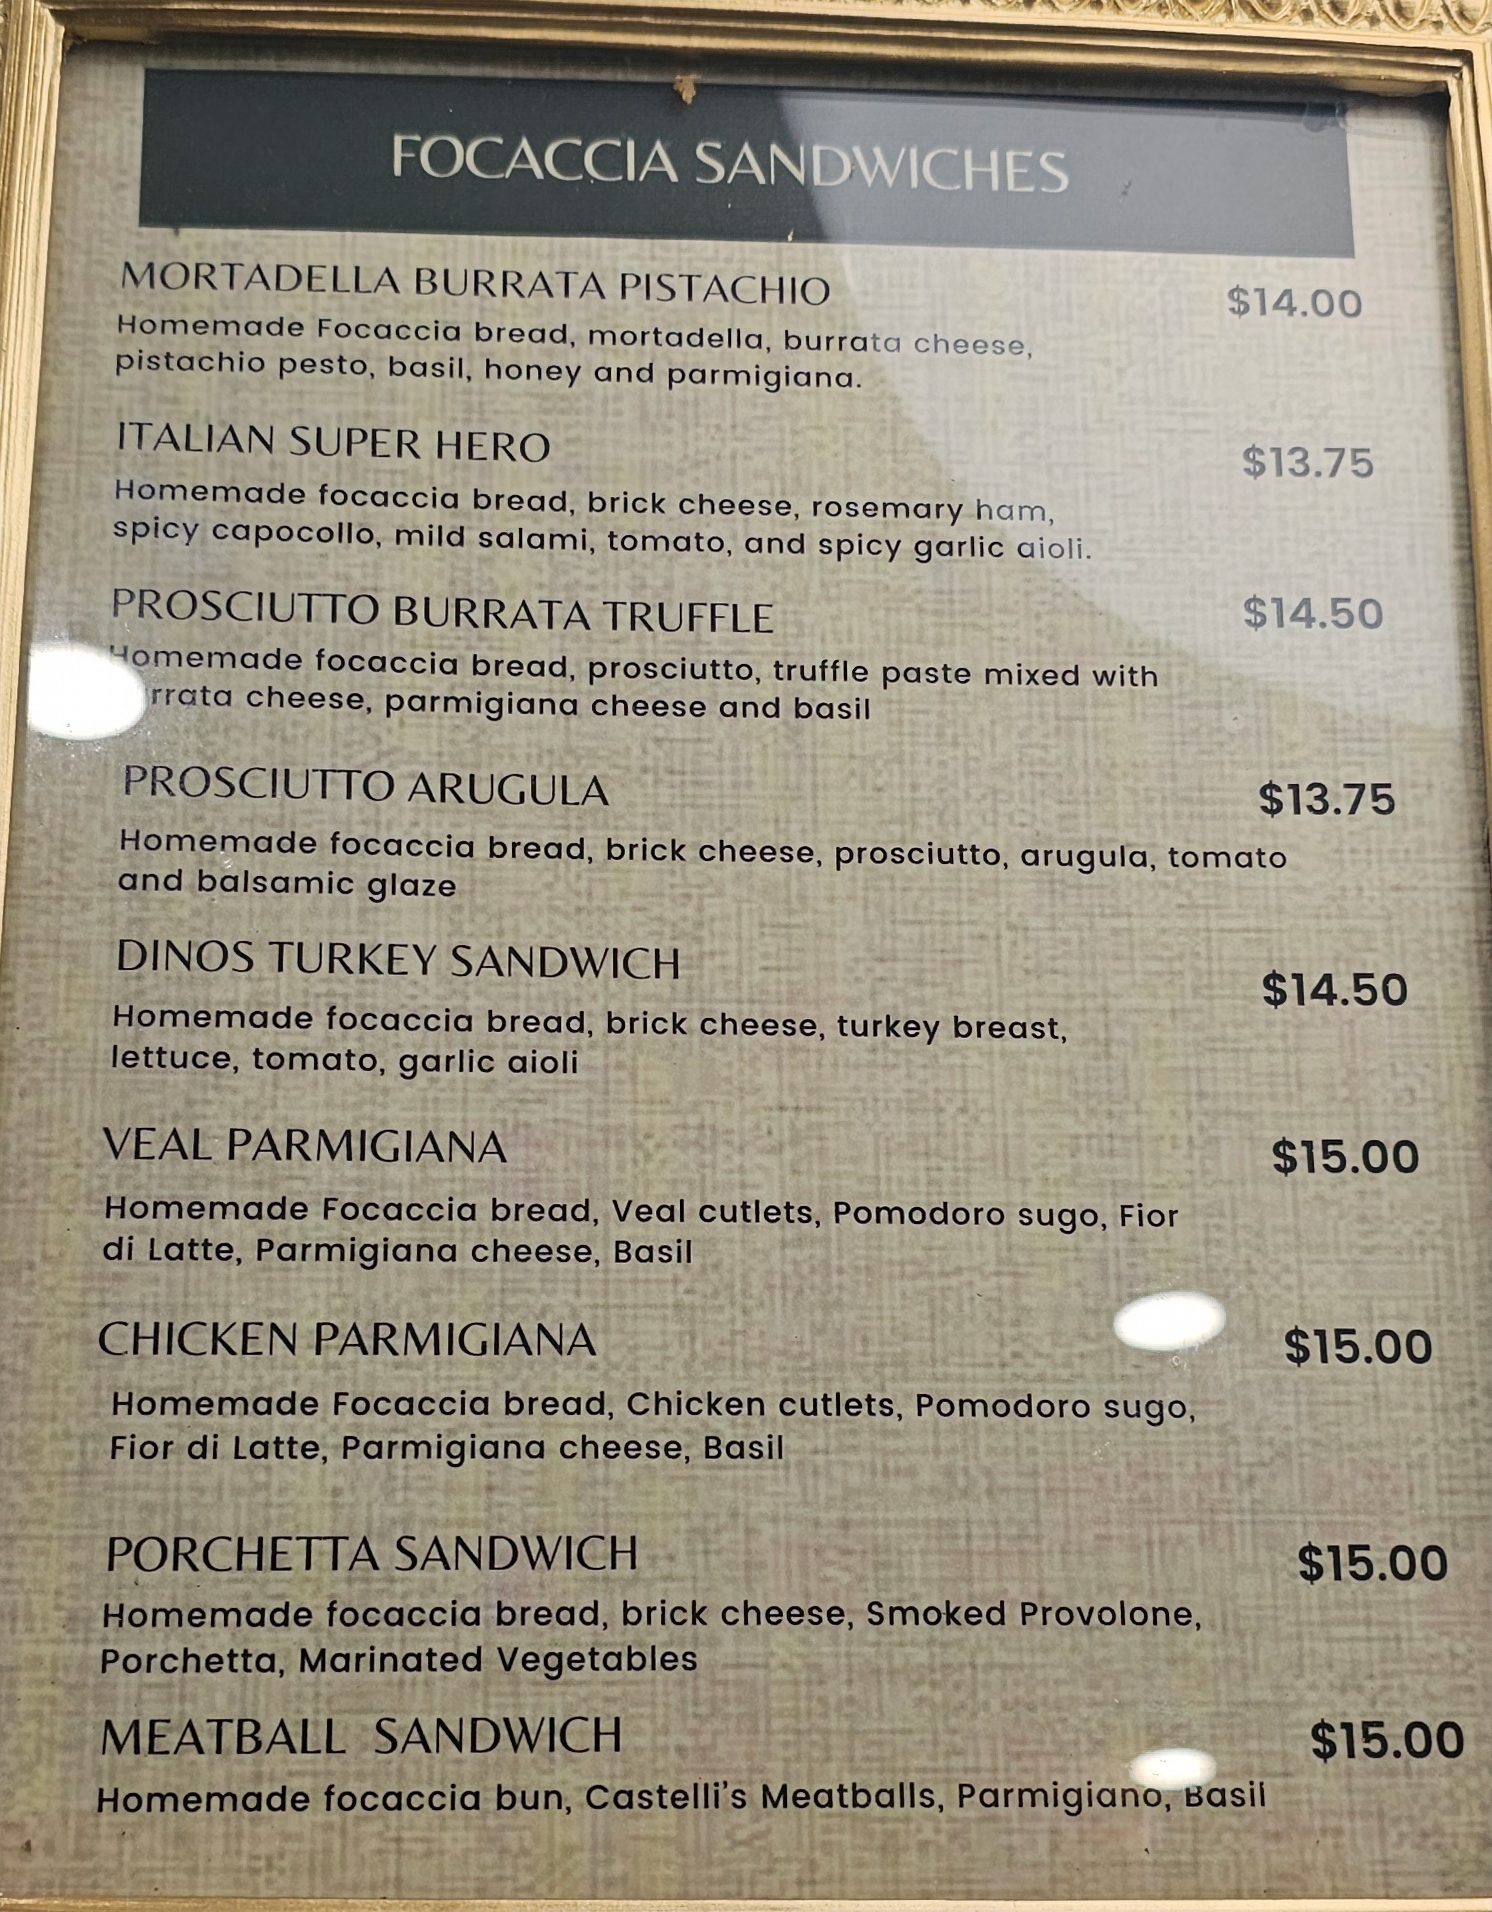 FOCACCIA SANDWICHES
MORTADELLA BURRATA PISTACHIO
$14.00
Homemade Focaccia bread, mortadella, burrata cheese,
pistachio pesto, basil, honey and parmigiana.
ITALIAN SUPER HERO
$13.75
Homemade focaccia bread, brick cheese, rosemary ham,
spicy capocollo, mild salami, tomato, and spicy garlic aioli.
PROSCIUTTO BURRATA TRUFFLE
$14.50
Homemade focaccia bread, prosciutto, truffle paste mixed with
rrata cheese, parmigiana cheese and basil
PROSCIUTTO ARUGULA
$13.75
Homemade focaccia bread, brick cheese, prosciutto, arugula, tomato
and balsamic glaze
DINOS TURKEY SANDWICH
$14.50
Homemade focaccia bread, brick cheese, turkey breast,
lettuce, tomato, garlic aioli
VEAL PARMIGIANA
$15.00
Homemade Focaccia bread, Veal cutlets, Pomodoro sugo, Fior
di Latte, Parmigiana cheese, Basil
CHICKEN PARMIGIANA
$15.00
Homemade Focaccia bread, Chicken cutlets, Pomodoro sugo,
Fior di Latte, Parmigiana cheese, Basil
PORCHETTA SANDWICH
$15.00
Homemade focaccia bread, brick cheese, Smoked Provolone,
Porchetta, Marinated Vegetables
MEATBALL SANDWICH
$15.00
Homemade focaccia bun, Castelli's Meatballs, Parmigiano, Basil